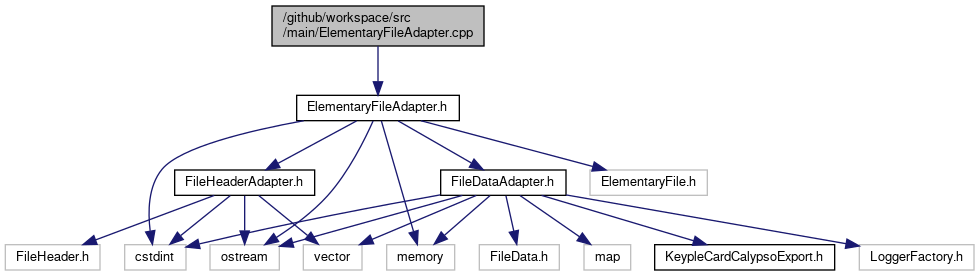 /github/workspace/src
/main/ElementaryFileAdapter.cpp
ElementaryFileAdapter.h
FileHeaderAdapter.h
FileDataAdapter.h
ElementaryFile.h
FileHeader.h
cstdint
ostream
vector
memory
FileData.h
map
KeypleCardCalypsoExport.h
LoggerFactory.h